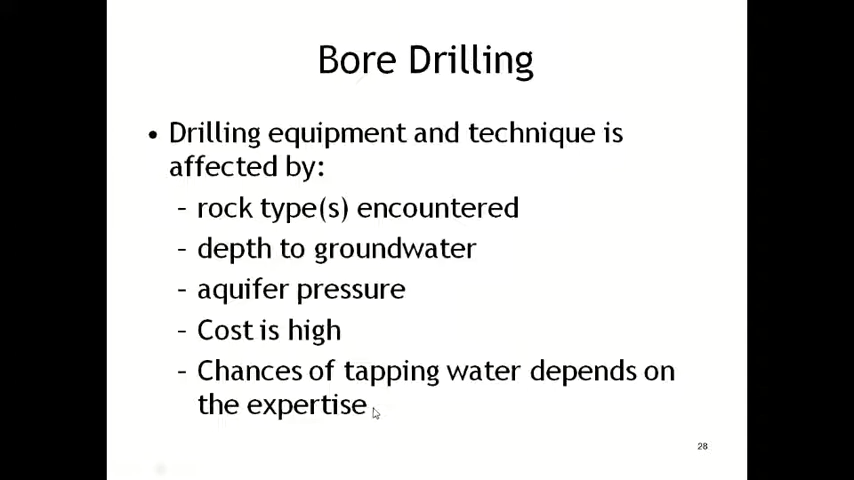 Bore Drilling
• Drilling equipment and technique is
affected by:
- rock type(s) encountered
- depth to groundwater
- aquifer pressure
- Cost is high
- Chances of tapping water depends on
the expertise
28